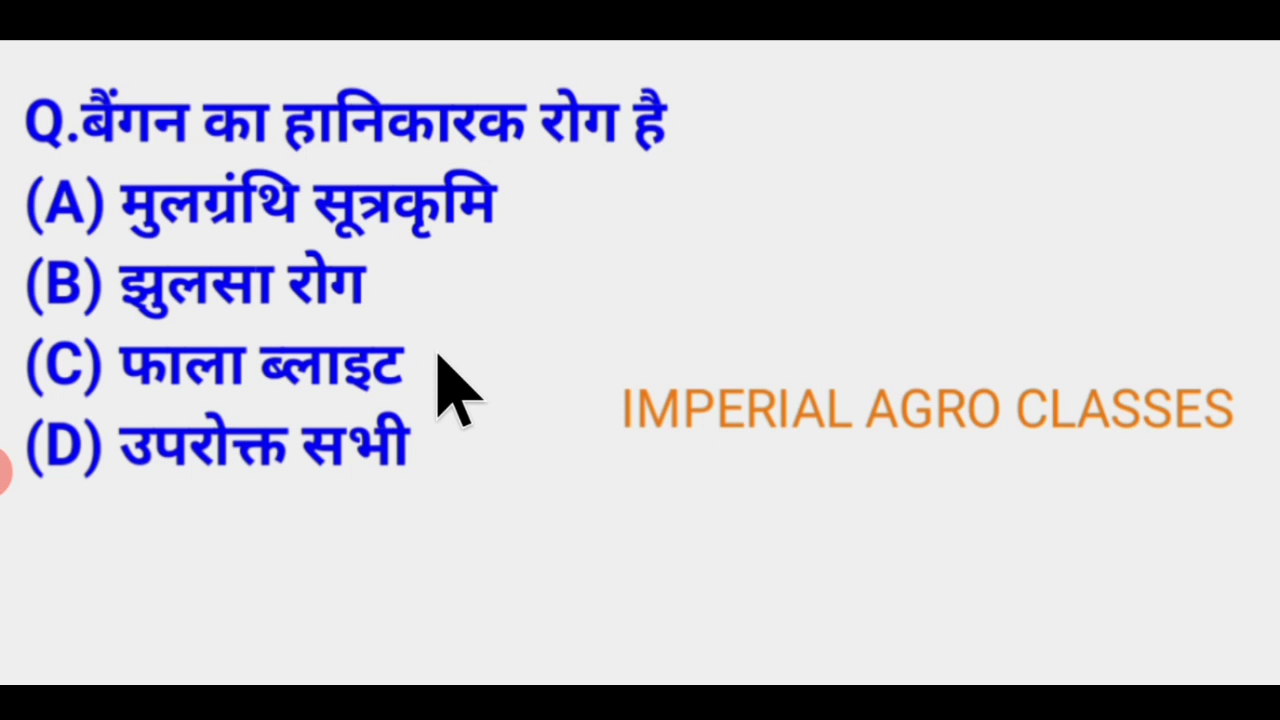 Q.बैंगन का हानिकारक रोग है
(A) मुलग्रंथि सूत्रकृमि
(B) झुलसा रोग
(C) फाला ब्लाइट
IMPERIAL AGRO CLASSES
(D) उपरोक्त सभी